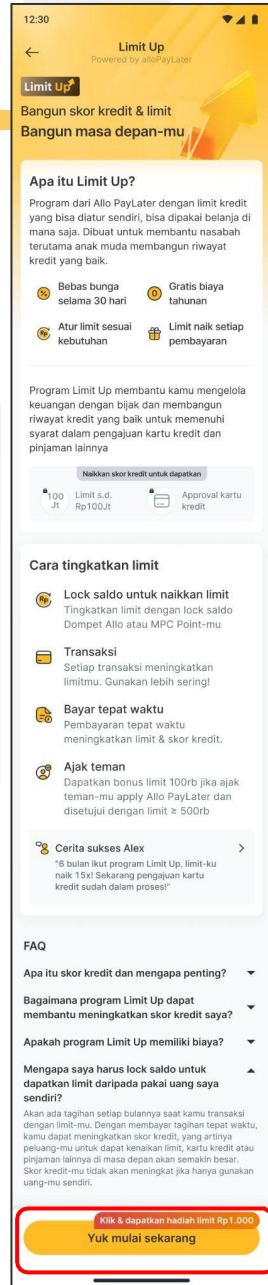 12:30
Limit Up
Powered by alloPayLater
Limit Up
Bangun skor kredit & limit
Bangun masa depan-mu
Apa itu Limit Up?
Program dari Allo PayLater dengan limit kredit
yang bisa diatur sendiri, bisa dipakai belanja di
mana saja. Dibuat untuk membantu nasabah
terutama anak muda membangun riwayat
kredit yang baik.
Bebas bunga
selama 30 hari
Gratis biaya
tahunan
Atur limit sesuai
kebutuhan
Limit naik setiap
pembayaran
Program Limit Up membantu kamu mengelola
keuangan dengan bijak dan membangun
riwayat kredit yang baik untuk memenuhi
syarat dalam pengajuan kartu kredit dan
pinjaman lainnya
Naikkan skor kredit untuk dapatkan
100
Jt
Limit s.d.
Rp100Jt
Approval kartu
kredit
Cara tingkatkan limit
Rp
Lock saldo untuk naikkan limit
Tingkatkan limit dengan lock saldo
Dompet Allo atau MPC Point-mu
Transaksi
Setiap transaksi meningkatkan
limitmu. Gunakan lebih sering!
Bayar tepat waktu
Pembayaran tepat waktu
meningkatkan limit & skor kredit.
Ajak teman
Dapatkan bonus limit 100rb jika ajak
teman-mu apply Allo PayLater dan
disetujui dengan limit ≥ 500rb
Cerita sukses Alex
"6 bulan ikut program Limit Up, limit-ku
naik 15x! Sekarang pengajuan kartu
kredit sudah dalam proses!"
FAQ
Apa itu skor kredit dan mengapa penting?
Bagaimana program Limit Up dapat
membantu meningkatkan skor kredit saya?
Apakah program Limit Up memiliki biaya?
Mengapa saya harus lock saldo untuk
dapatkan limit daripada pakai uang saya
sendiri?
Akan ada tagihan setiap bulannya saat kamu transaksi
dengan limit-mu. Dengan membayar tagihan tepat waktu,
kamu dapat meningkatkan skor kredit, yang artinya
peluang-mu untuk dapat kenaikan limit, kartu kredit atau
pinjaman lainnya di masa depan akan semakin besar.
Skor kredit-mu tidak akan meningkat jika hanya gunakan
uang-mu sendiri.
Klik & dapatkan hadiah limit Rp1.000
Yuk mulai sekarang